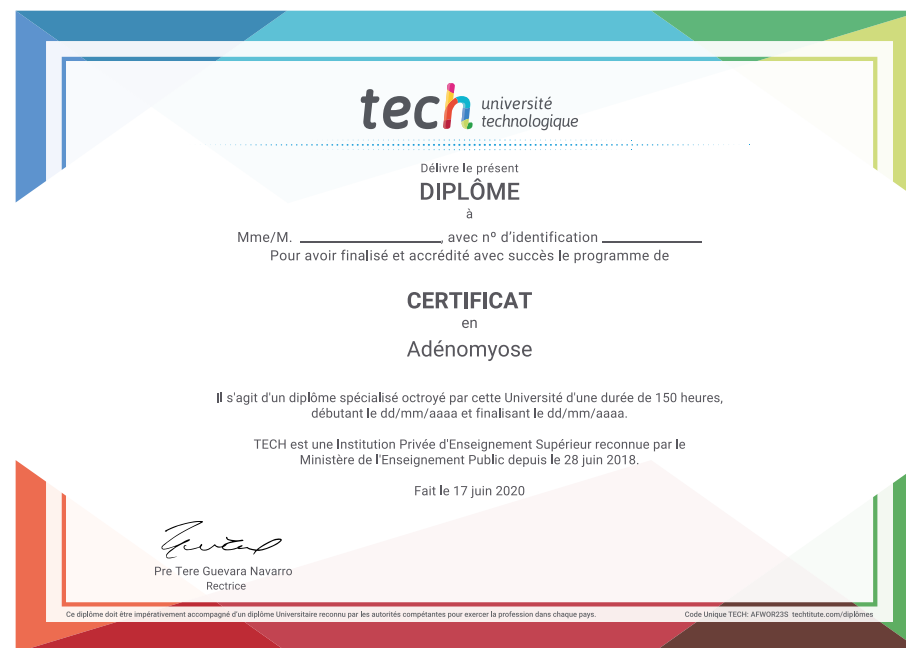 tech université
technologique
Délivre le présent
DIPLÔME
à
Mme/M. ____________________, avec nº d'identification ______________
Pour avoir finalisé et accrédité avec succès le programme de
CERTIFICAT
en
Adénomyose
Il s'agit d'un diplôme spécialisé octroyé par cette Université d'une durée de 150 heures,
débutant le dd/mm/aaaa et finalisant le dd/mm/aaaa.
TECH est une Institution Privée d'Enseignement Supérieur reconnue par le
Ministère de l'Enseignement Public depuis le 28 juin 2018.
Fait le 17 juin 2020
Pre Tere Guevara Navarro
Rectrice
Ce diplôme doit être impérativement accompagné d'un diplôme Universitaire reconnu par les autorités compétentes pour exercer la profession dans chaque pays.
Code Unique TECH: AFWOR23S techtitute.com/diplômes